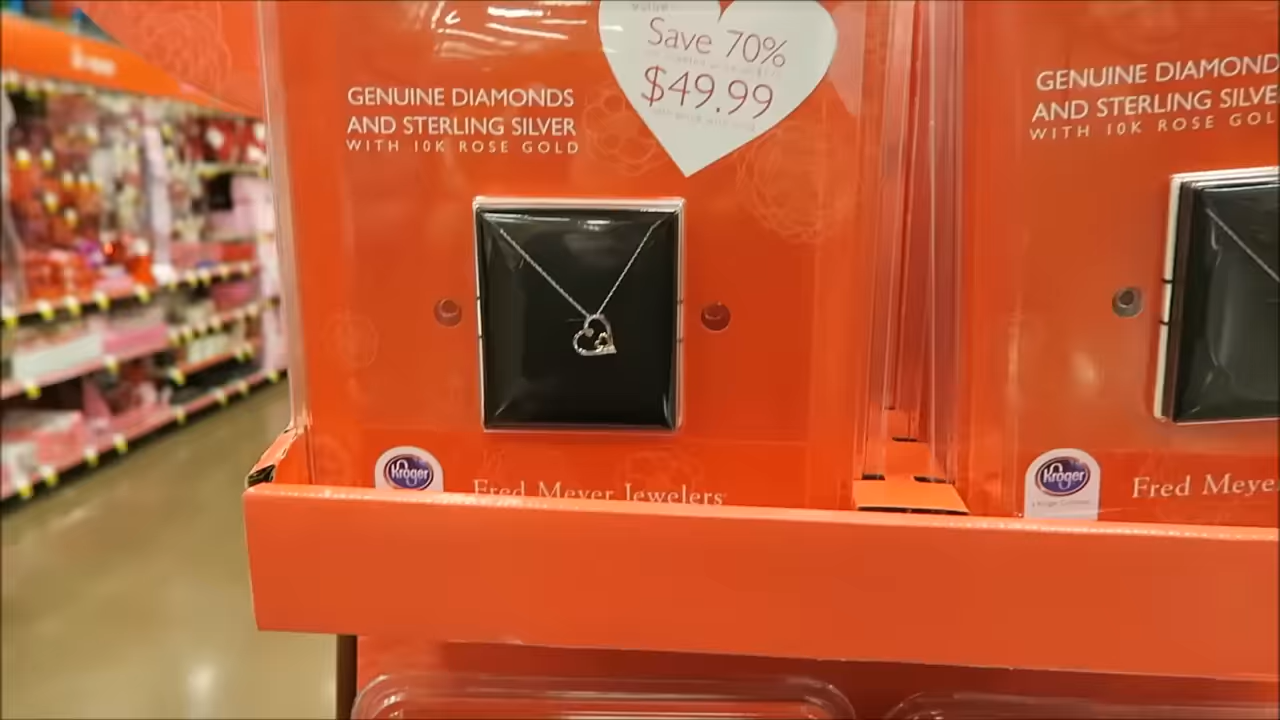 Save 70%
$49.99
GENUINE DIAMONDS
AND STERLING SILVER
WITH 10K ROSE GOLD
GENUINE DIAMOND
AND STERLING SILVE
WITH 10K ROSE GOL
Kroger
Fred Meyer Jewelers
Kroger
Fred Meye